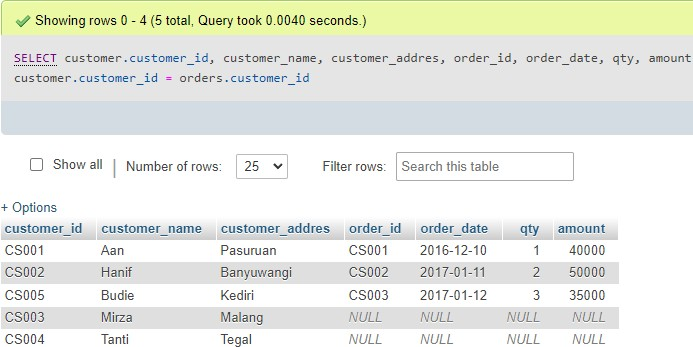 Showing rows 0 - 4 (5 total, Query took 0.0040 seconds.)
SELECT customer.customer_id, customer_name, customer_addres, order_id, order_date, qty, amount
customer.customer_id = orders.customer_id
Show all | Number of rows: 25 Filter rows: Search this table
+ Options
customer_id customer_name customer_addres order_id order_date qty amount
CS001 Aan Pasuruan CS001 2016-12-10 1 40000
CS002 Hanif Banyuwangi CS002 2017-01-11 2 50000
CS005 Budie Kediri CS003 2017-01-12 3 35000
CS003 Mirza Malang NULL NULL NULL NULL
CS004 Tanti Tegal NULL NULL NULL NULL